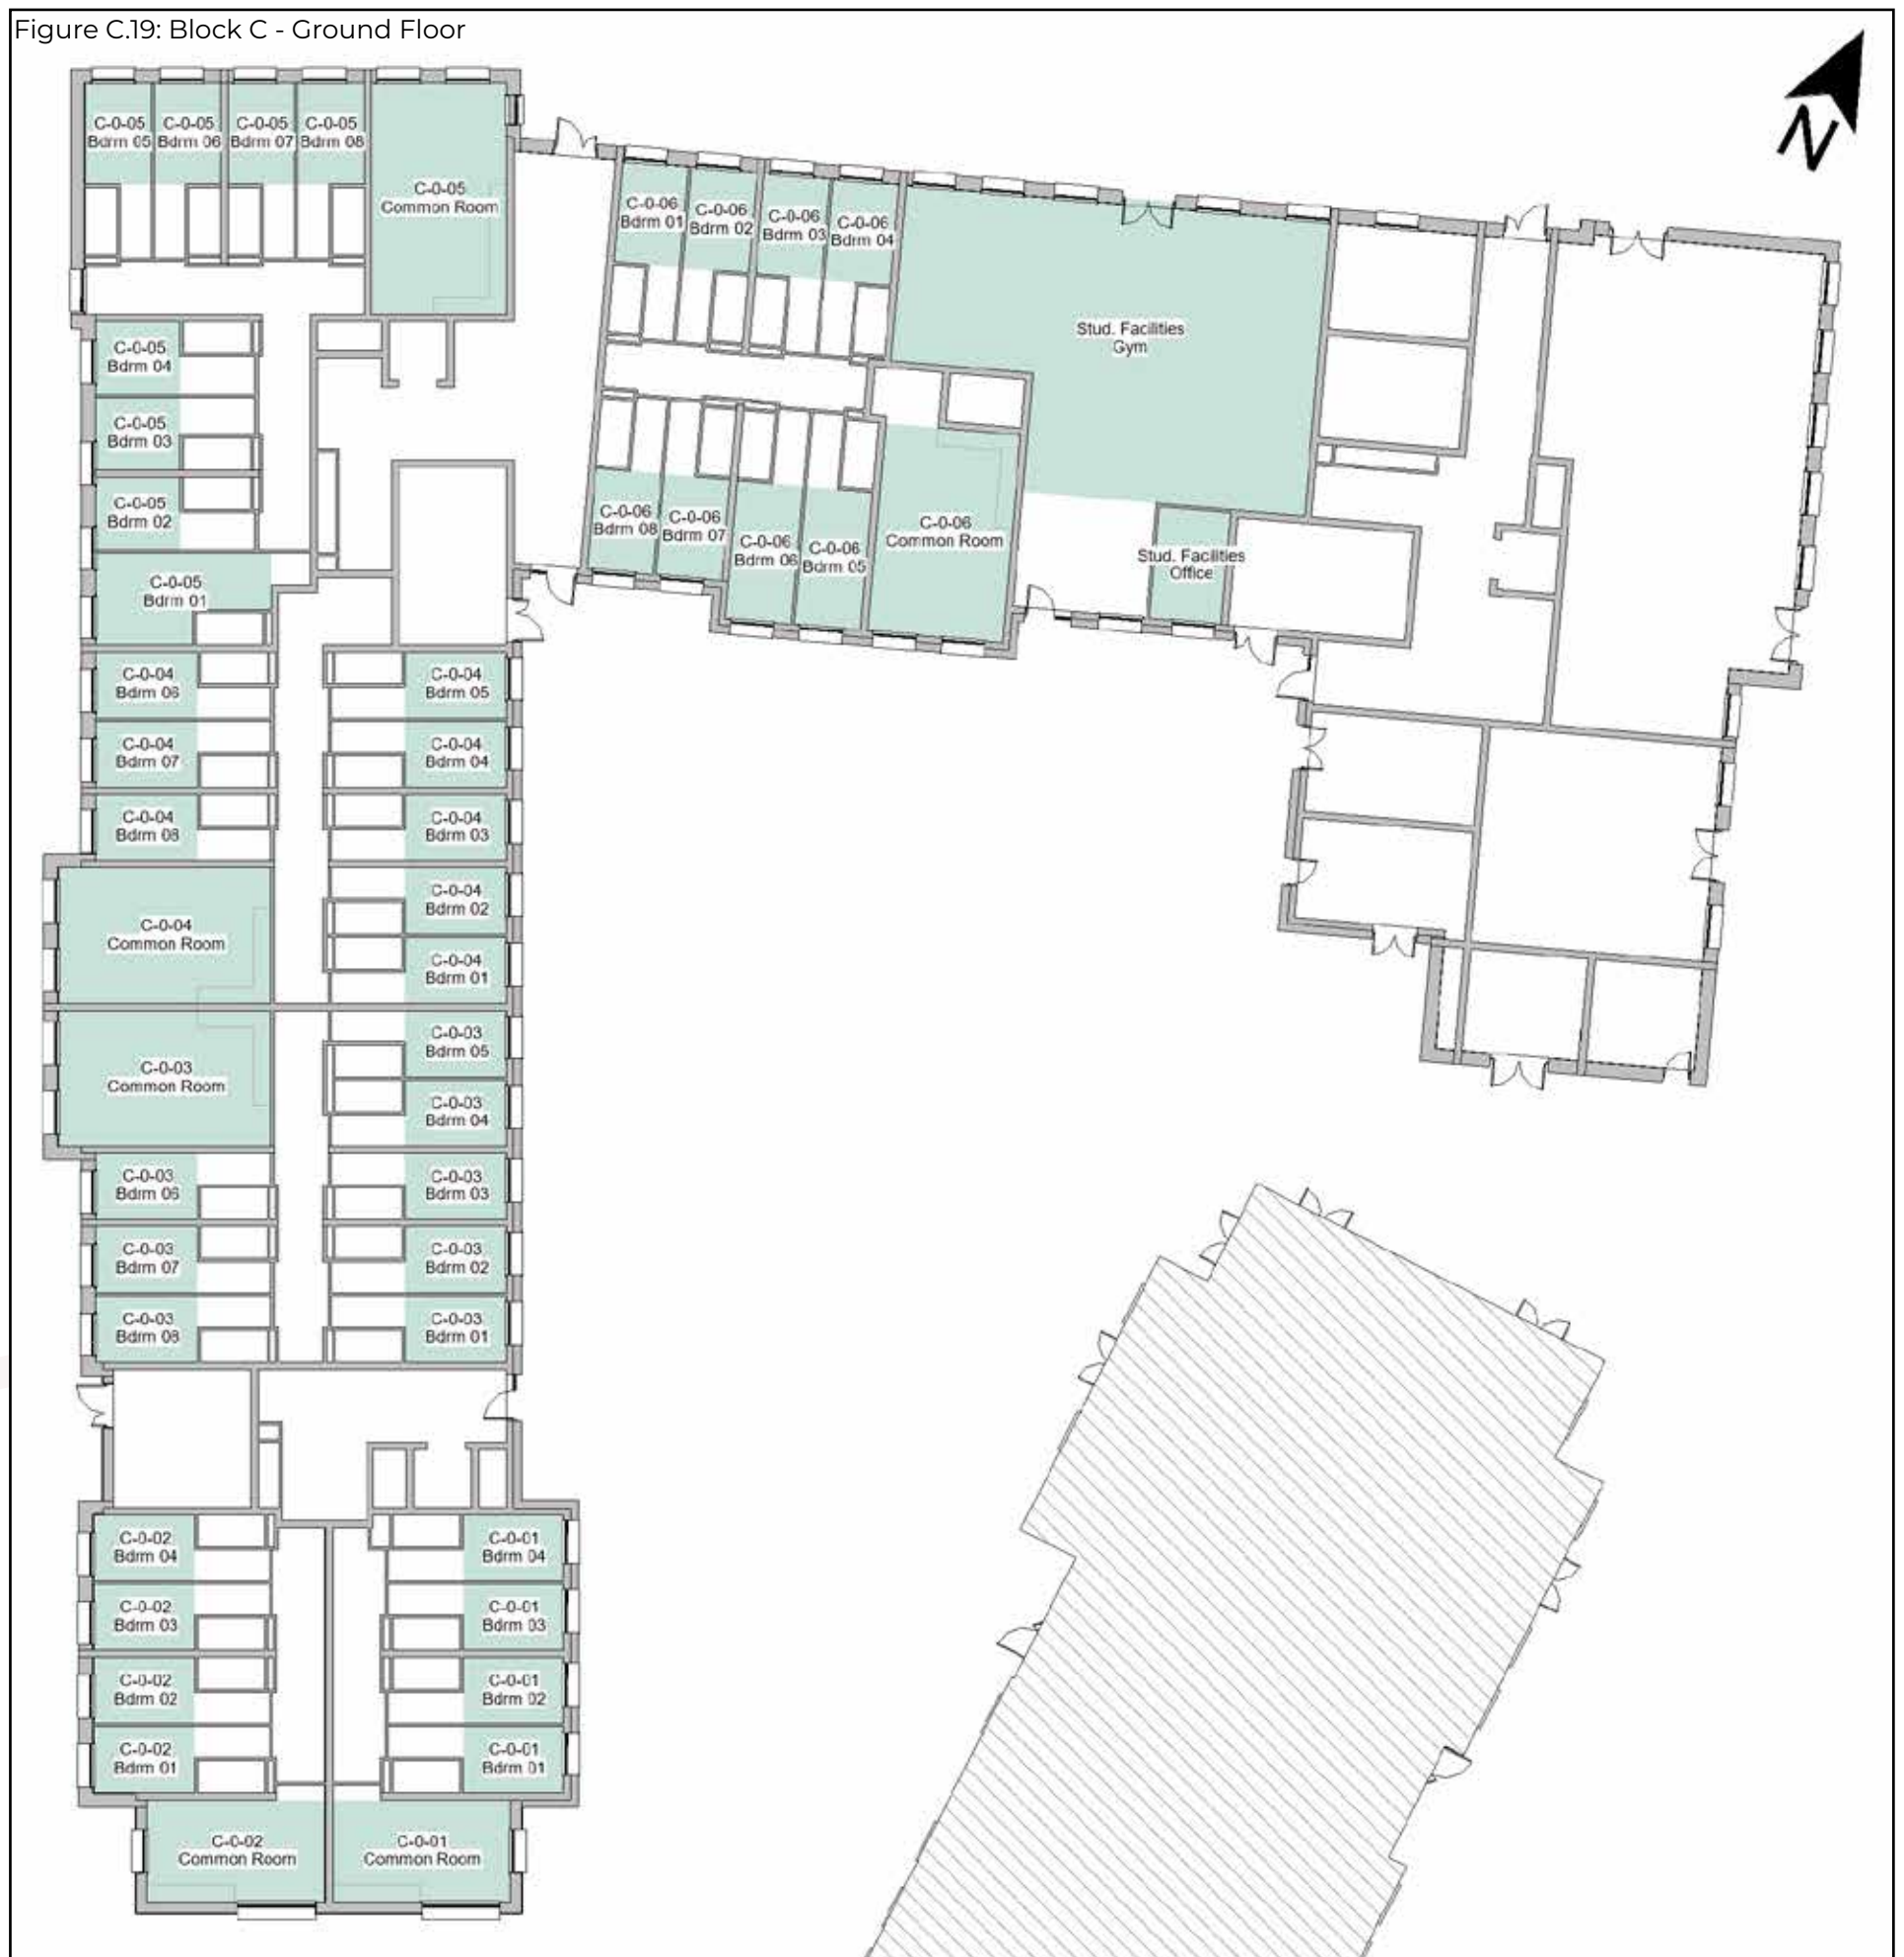 Figure C.19: Block C - Ground Floor
N
C-0-05
Bdrm 05
C-0-05
Bdrm 06
C-0-05
Bdrm 07
C-0-05
Bdrm 08
C-0-05
Common Room
C-0-06
Bdrm 01
C-0-06
Bdrm 02
C-0-06
Bdrm 03
C-0-06
Bdrm 04
Stud. Facilities
Gym
C-0-05
Bdrm 04
C-0-05
Bdrm 03
C-0-05
Bdrm 02
C-0-05
Bdrm 01
C-0-06
Bdrm 08
C-0-06
Bdrm 07
C-0-06
Bdrm 06
C-0-06
Bdrm 05
C-0-06
Common Room
Stud. Facilities
Office
C-0-04
Bdrm 06
C-0-04
Bdrm 05
C-0-04
Bdrm 07
C-0-04
Bdrm 04
C-0-04
Bdrm 08
C-0-04
Bdrm 03
C-0-04
Bdrm 02
C-0-04
Common Room
C-0-04
Bdrm 01
C-0-03
Bdrm 05
C-0-03
Common Room
C-0-03
Bdrm 04
C-0-03
Bdrm 06
C-0-03
Bdrm 03
C-0-03
Bdrm 07
C-0-03
Bdrm 02
C-0-03
Bdrm 08
C-0-03
Bdrm 01
C-0-02
Bdrm 04
C-0-01
Bdrm 04
C-0-02
Bdrm 03
C-0-01
Bdrm 03
C-0-02
Bdrm 02
C-0-01
Bdrm 02
C-0-02
Bdrm 01
C-0-01
Bdrm 01
C-0-02
Common Room
C-0-01
Common Room